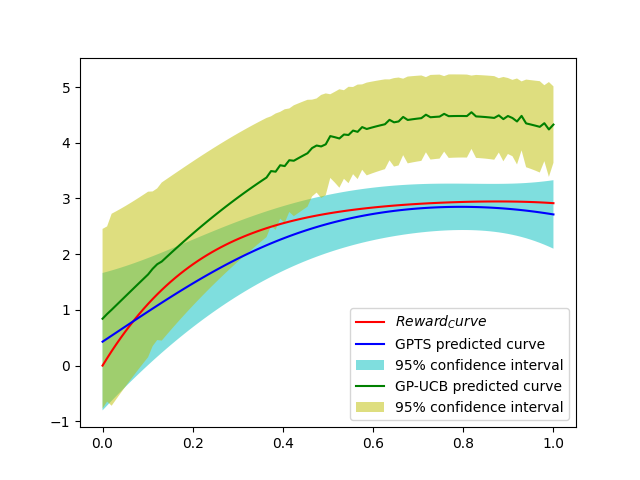 5
4
3
2
1
0
−1
0.0 0.2 0.4 0.6 0.8 1.0
Reward_Curve
GPTS predicted curve
95% confidence interval
GP-UCB predicted curve
95% confidence interval